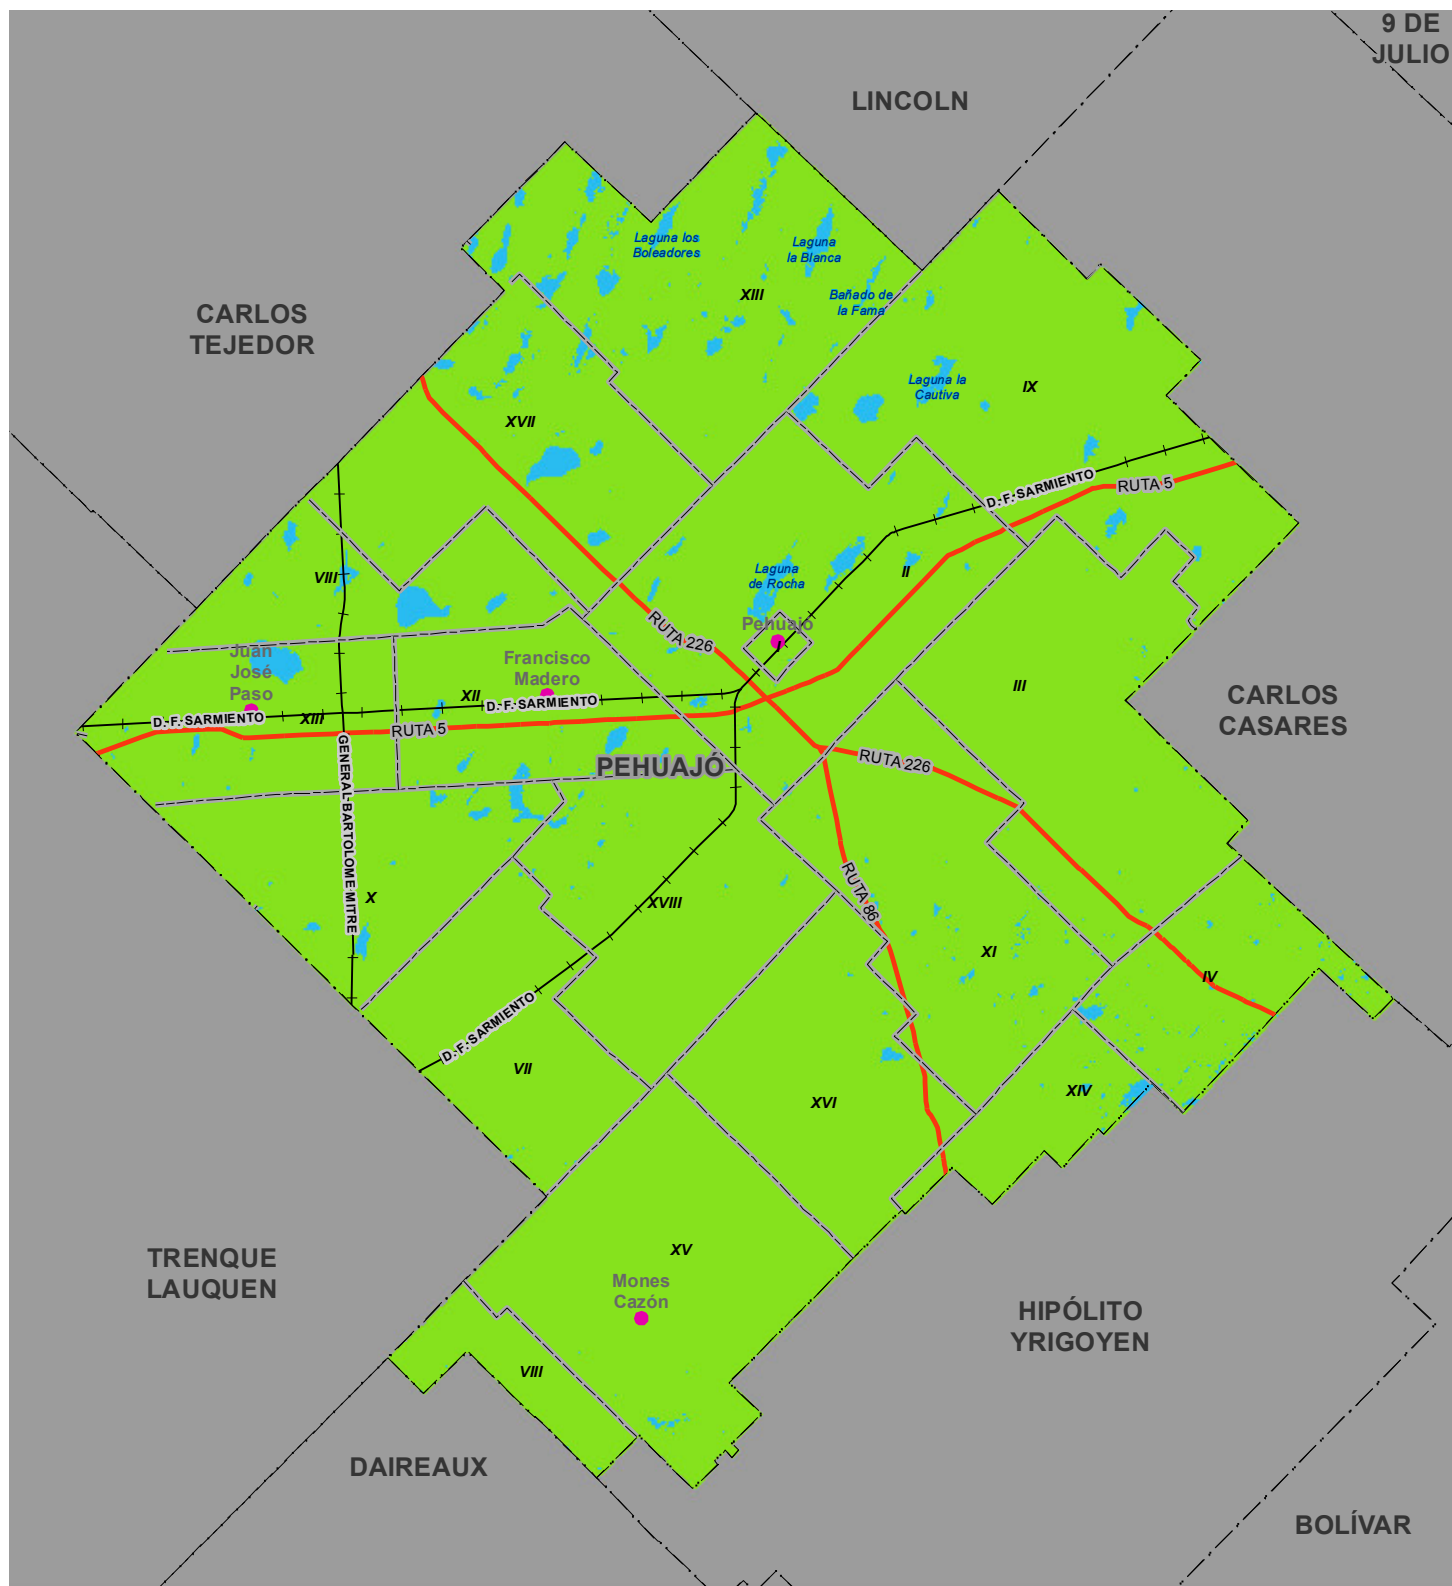 9 DE
JULIO
LINCOLN
Laguna los
Boleadores
Laguna
la Blanca
XIII
Bañado de
la Fama
CARLOS
TEJEDOR
Laguna la
Cautiva
IX
XVII
D.-F.-SARMIENTO
RUTA 5
VIII
Laguna
de Rocha
II
Pehuajó
RUTA 226
Juan
José
Paso
Francisco
Madero
XII
III
D.-F.-SARMIENTO
D.-F.-SARMIENTO
XIII
RUTA 5
CARLOS
CASARES
PEHUAJÓ
RUTA 226
GENERAL-BARTOLOME-MITRE
RUTA 86
X
XVIII
XI
IV
D.-F.-SARMIENTO
VII
XVI
XIV
TRENQUE
LAUQUEN
XV
Mones
Cazón
HIPÓLITO
YRIGOYEN
VIII
DAIREAUX
BOLÍVAR